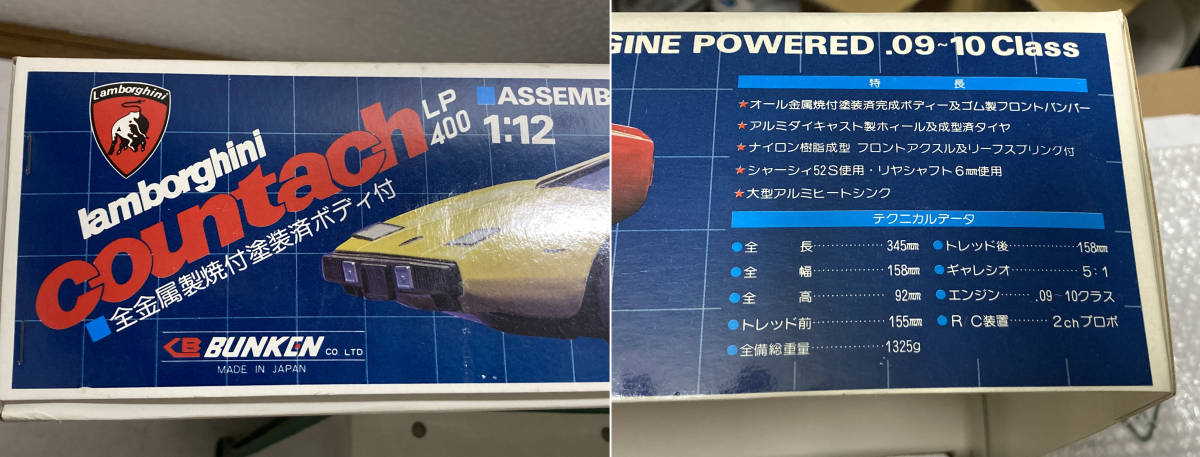 Lamborghini
lamborghini
countach LP
400
■ASSEMB
1:12
■全金属製焼付塗装済ボディ付
CB BUNKEN CO LTD
MADE IN JAPAN
GINE POWERED .09~10 Class
特 長
★オール金属焼付塗装済完成ボディー及ゴム製フロントバンパー
★アルミダイキャスト製ホィール及成型済タイヤ
★ナイロン樹脂成型 フロントアクスル及リーフスプリング付
★シャーシィ52S使用・リヤシャフト6㎜使用
★大型アルミヒートシンク
テクニカルデータ
●全 長…………345㎜
●全 幅…………158㎜
●全 高…………92㎜
●トレッド前…………155㎜
●全備総重量…………1325g
●トレッド後…………158㎜
●ギャレシオ…………5:1
●エンジン…….09~10クラス
●R/C装置………2chプロポ